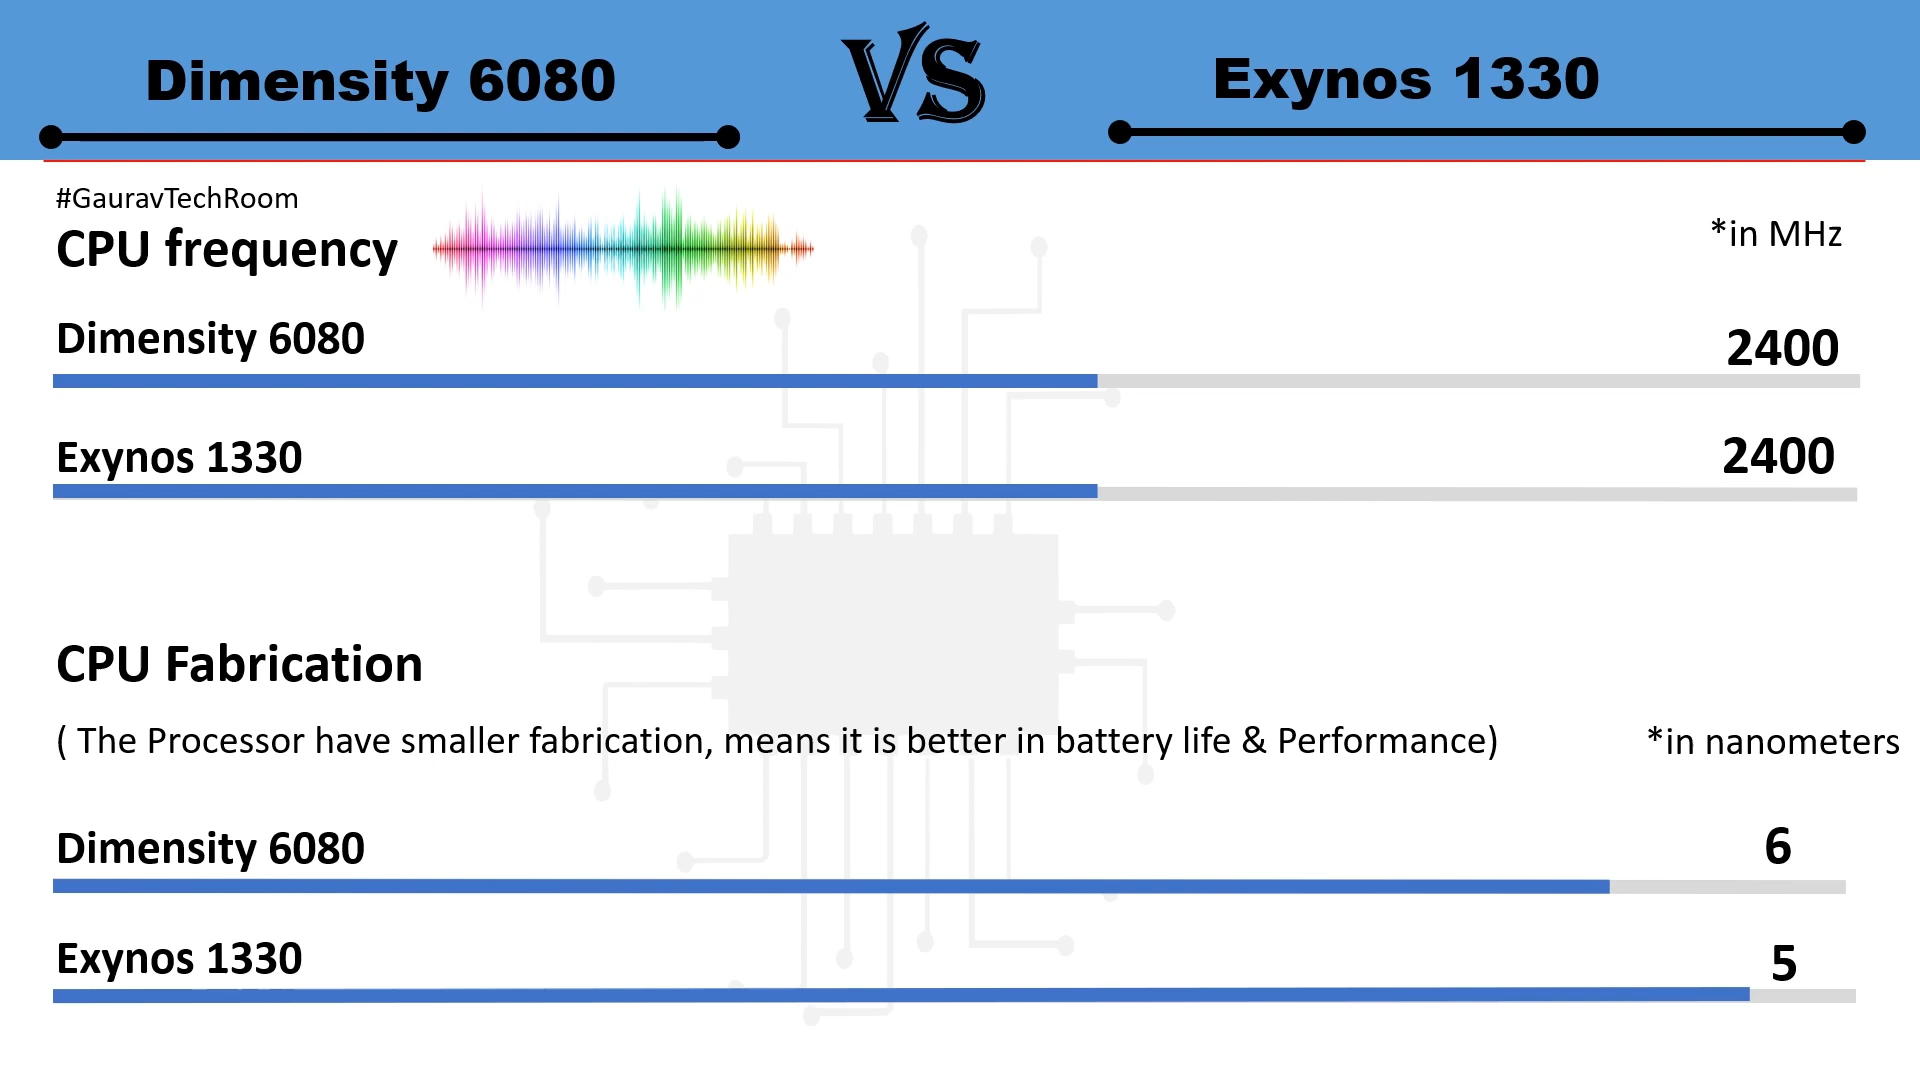 Dimensity 6080 VS Exynos 1330
#GauravTechRoom
CPU frequency
*in MHz
Dimensity 6080 2400
Exynos 1330 2400
CPU Fabrication
( The Processor have smaller fabrication, means it is better in battery life & Performance) *in nanometers
Dimensity 6080 6
Exynos 1330 5